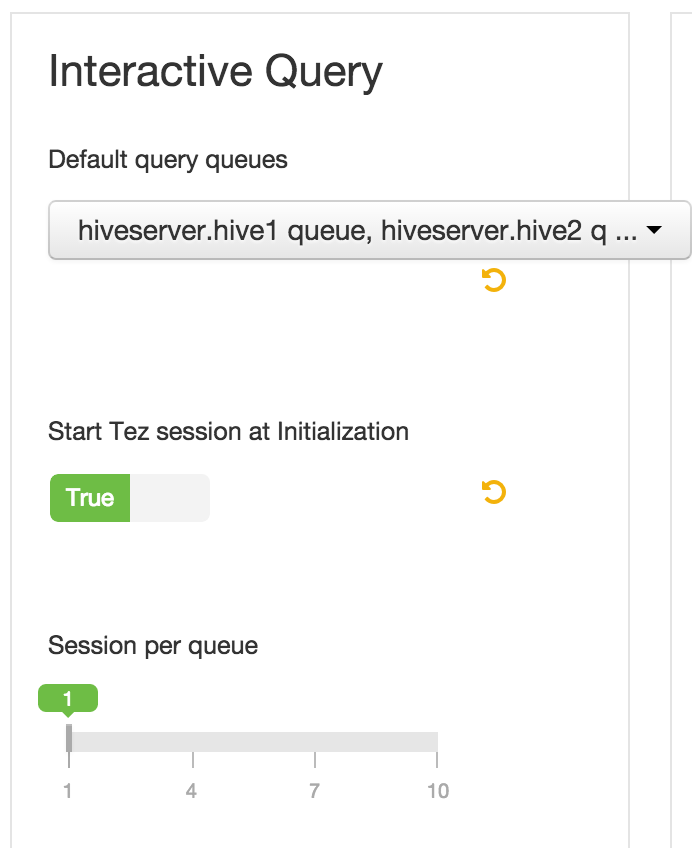 Interactive Query
Default query queues
hiveserver.hive1 queue, hiveserver.hive2 q ...
Start Tez session at Initialization
True
Session per queue
1
1 4 7 10